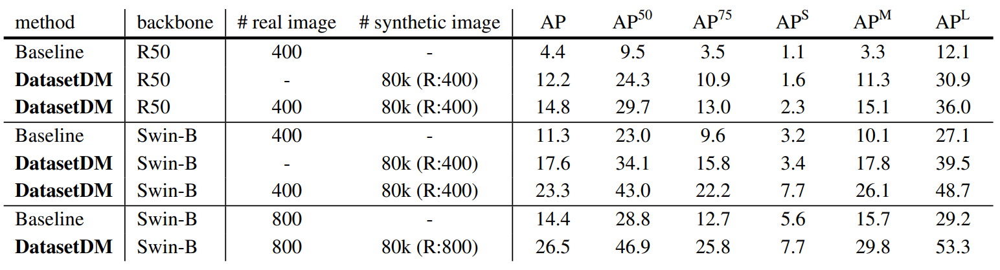 method backbone # real image # synthetic image AP AP50 AP75 APS APM APL
Baseline R50 400 - 4.4 9.5 3.5 1.1 3.3 12.1
DatasetDM R50 - 80k (R:400) 12.2 24.3 10.9 1.6 11.3 30.9
DatasetDM R50 400 80k (R:400) 14.8 29.7 13.0 2.3 15.1 36.0
Baseline Swin-B 400 - 11.3 23.0 9.6 3.2 10.1 27.1
DatasetDM Swin-B - 80k (R:400) 17.6 34.1 15.8 3.4 17.8 39.5
DatasetDM Swin-B 400 80k (R:400) 23.3 43.0 22.2 7.7 26.1 48.7
Baseline Swin-B 800 - 14.4 28.8 12.7 5.6 15.7 29.2
DatasetDM Swin-B 800 80k (R:800) 26.5 46.9 25.8 7.7 29.8 53.3